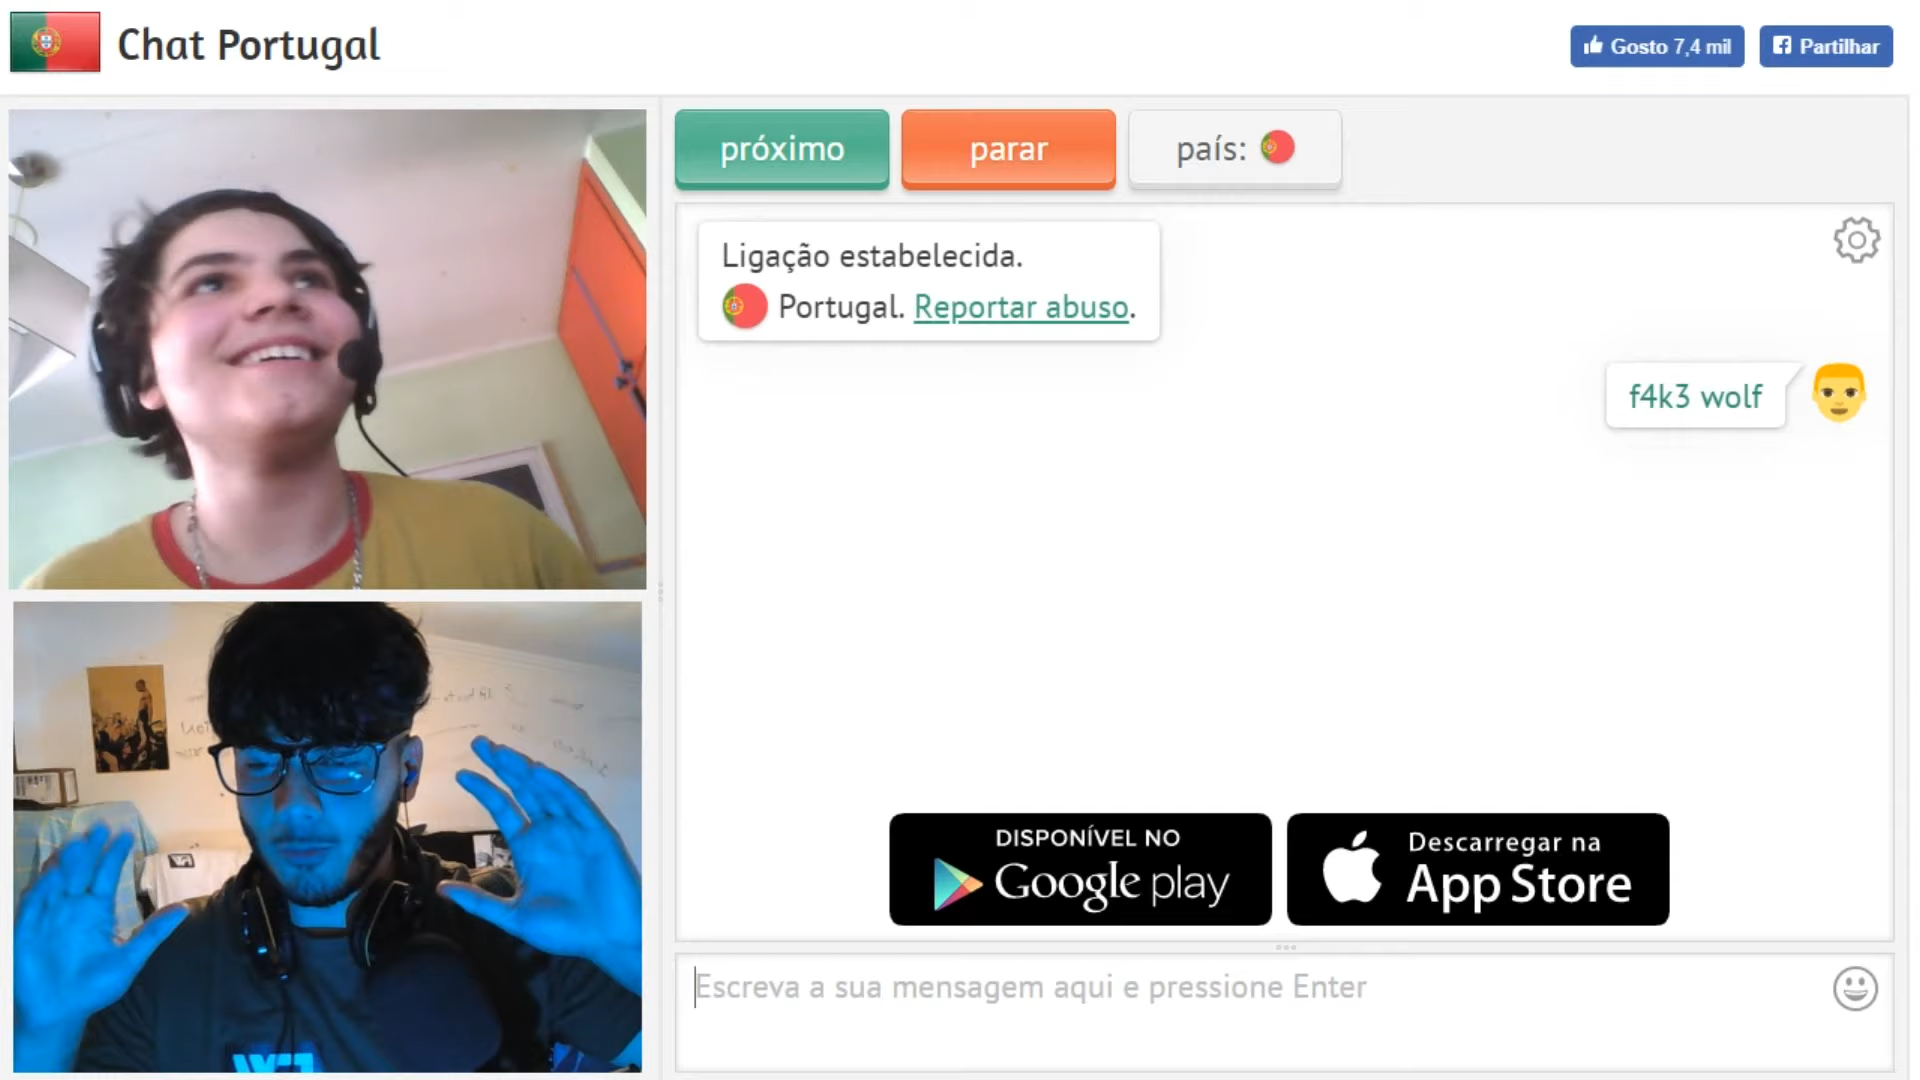 Chat Portugal
Gosto 7,4 mil
Partilhar
próximo
parar
país:
Ligação estabelecida.
Portugal. Reportar abuso.
f4k3 wolf
DISPONÍVEL NO
Google play
Descarregar na
App Store
Escreva a sua mensagem aqui e pressione Enter